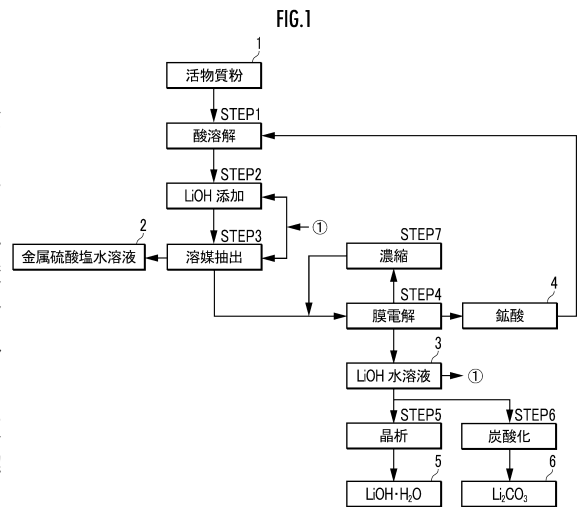 FIG.1
1
活物質粉
STEP1
酸溶解
STEP2
LiOH 添加
①
2
STEP3
金属硫酸塩水溶液
溶媒抽出
STEP7
濃縮
STEP4
4
膜電解
鉱酸
3
LiOH 水溶液
①
STEP5
STEP6
晶析
炭酸化
5
6
LiOH・H₂O
Li₂CO₃